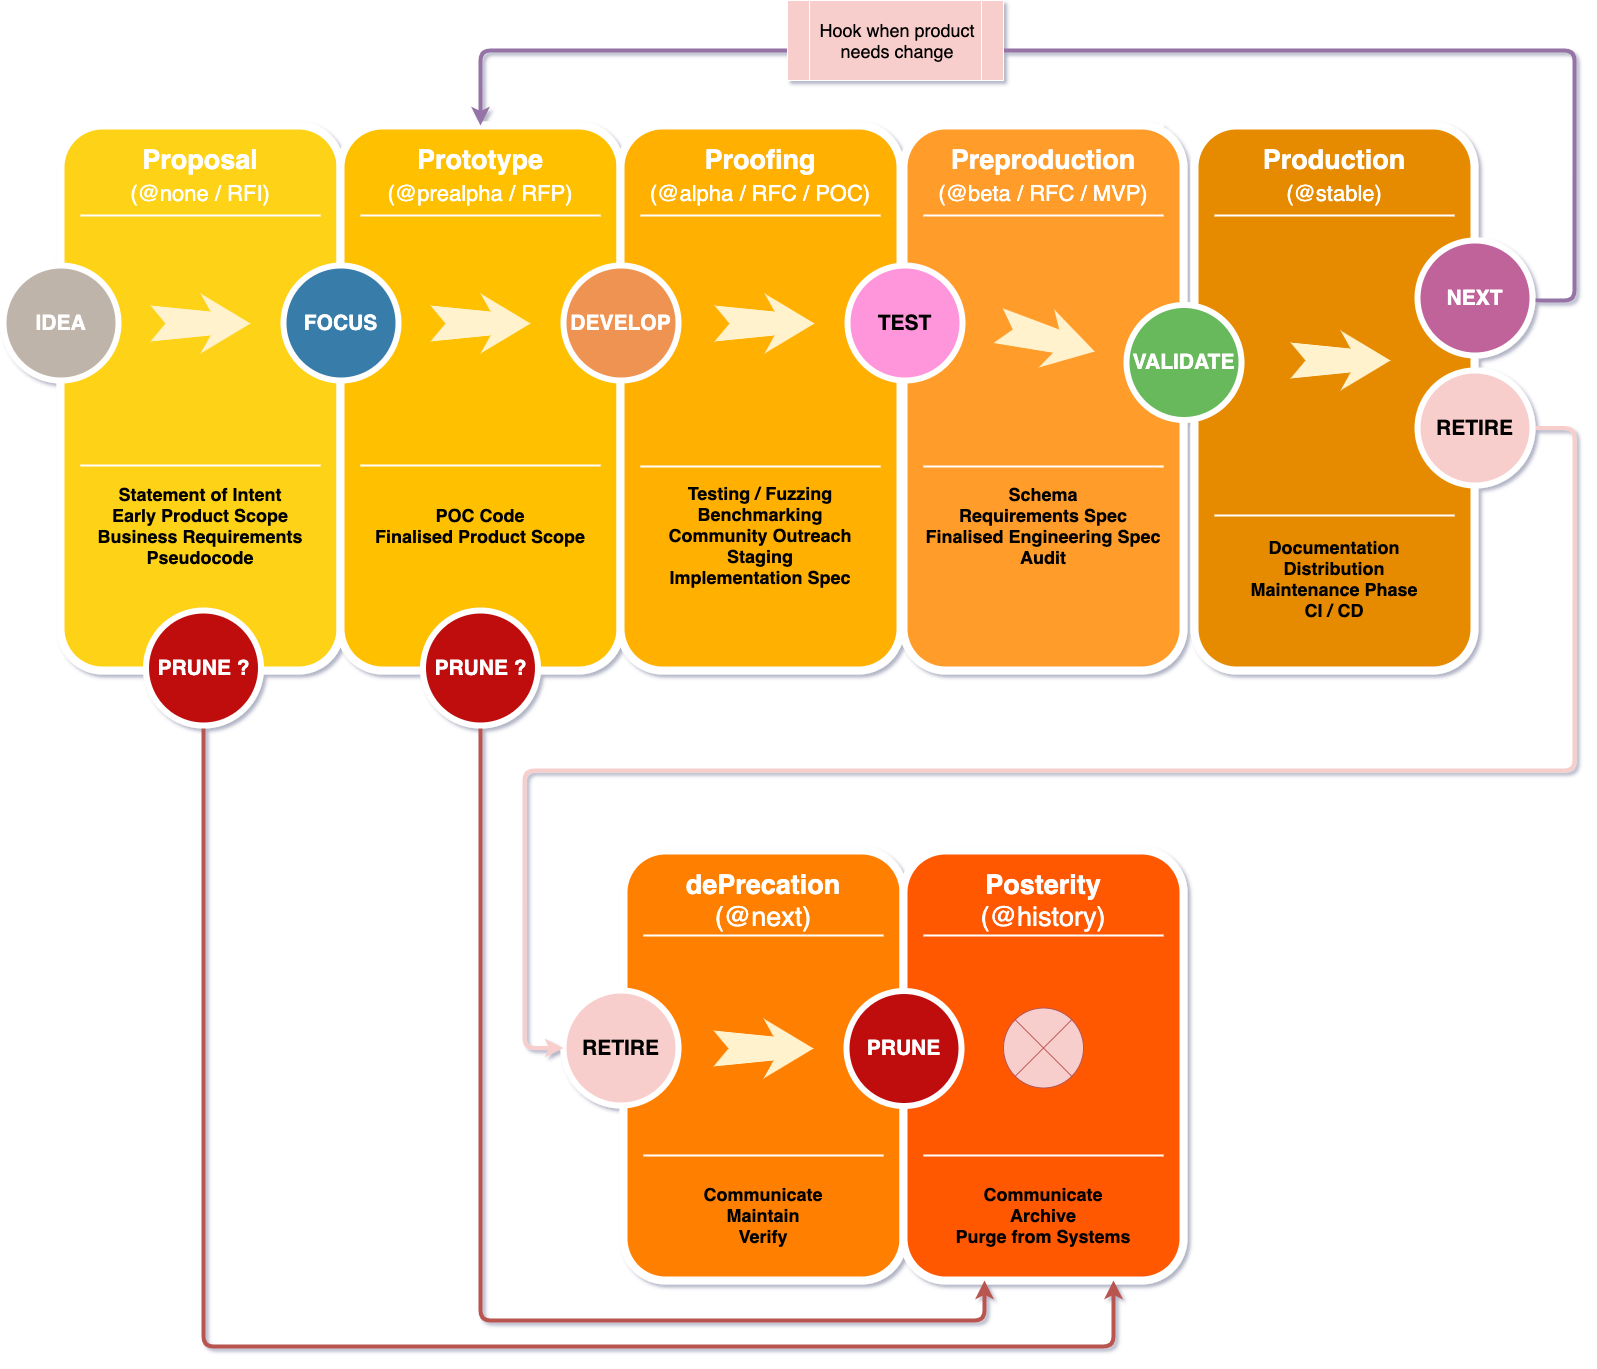 Hook when product
needs change
Proposal
(@none / RFI)
Prototype
(@prealpha / RFP)
Proofing
(@alpha / RFC / POC)
Preproduction
(@beta / RFC / MVP)
Production
(@stable)
IDEA
FOCUS
DEVELOP
TEST
VALIDATE
NEXT
RETIRE
Statement of Intent
Early Product Scope
Business Requirements
Pseudocode
POC Code
Finalised Product Scope
Testing / Fuzzing
Benchmarking
Community Outreach
Staging
Implementation Spec
Schema
Requirements Spec
Finalised Engineering Spec
Audit
Documentation
Distribution
Maintenance Phase
CI / CD
PRUNE ?
PRUNE ?
dePrecation
(@next)
Posterity
(@history)
RETIRE
PRUNE
Communicate
Maintain
Verify
Communicate
Archive
Purge from Systems